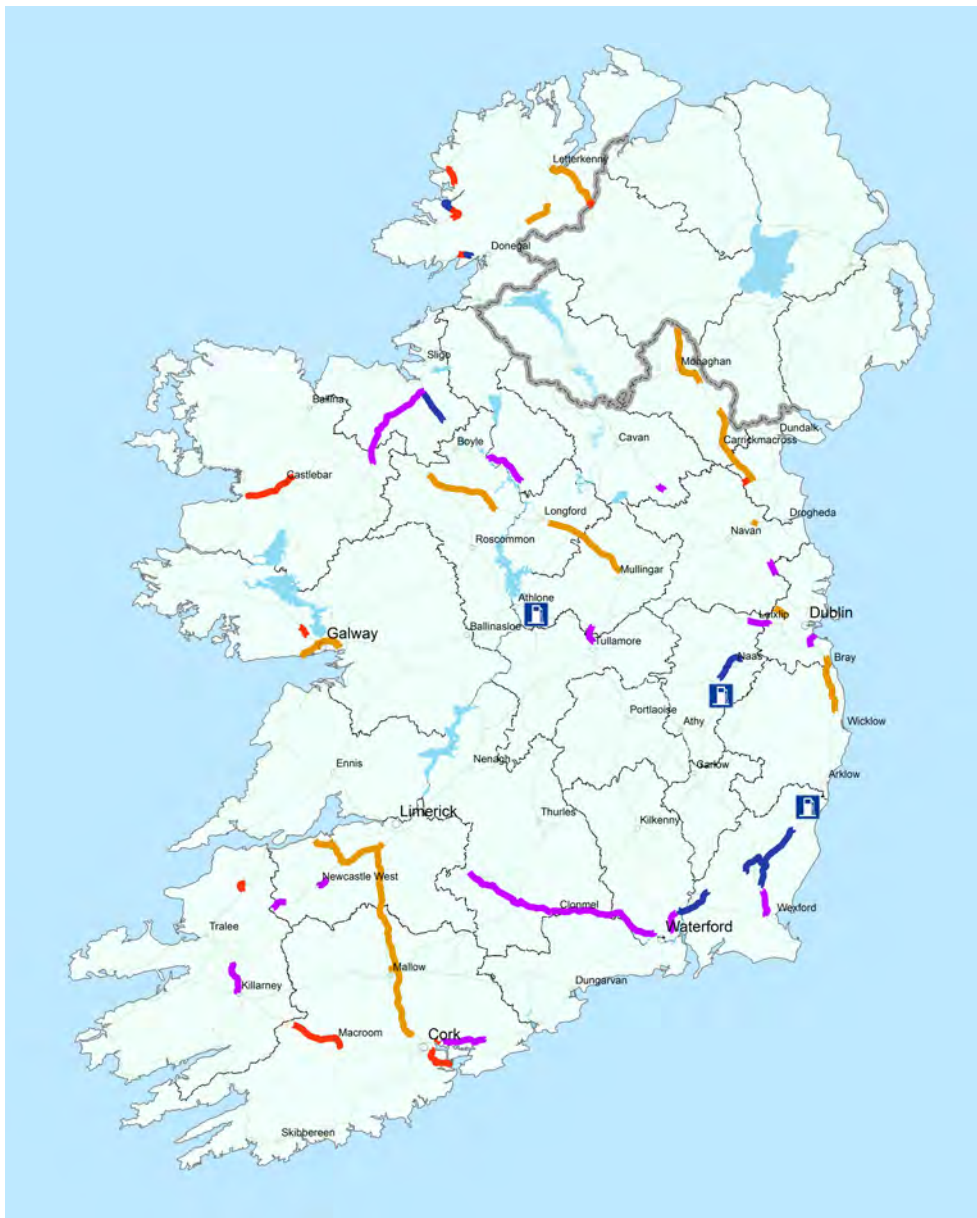 Letterkenny
Donegal
Sligo
Monaghan
Ballina
Dundalk
Cavan
Carrickmacross
Boyle
Castlebar
Longford
Drogheda
Navan
Roscommon
Mullingar
Athlone
Leixlip
Dublin
Galway
Ballinasloe
Tullamore
Naas
Bray
Portlaoise
Athy
Wicklow
Ennis
Nenagh
Carlow
Arklow
Limerick
Thurles
Kilkenny
Newcastle West
Clonmel
Wexford
Tralee
Waterford
Mallow
Dungarvan
Killarney
Macroom
Cork
Skibbereen